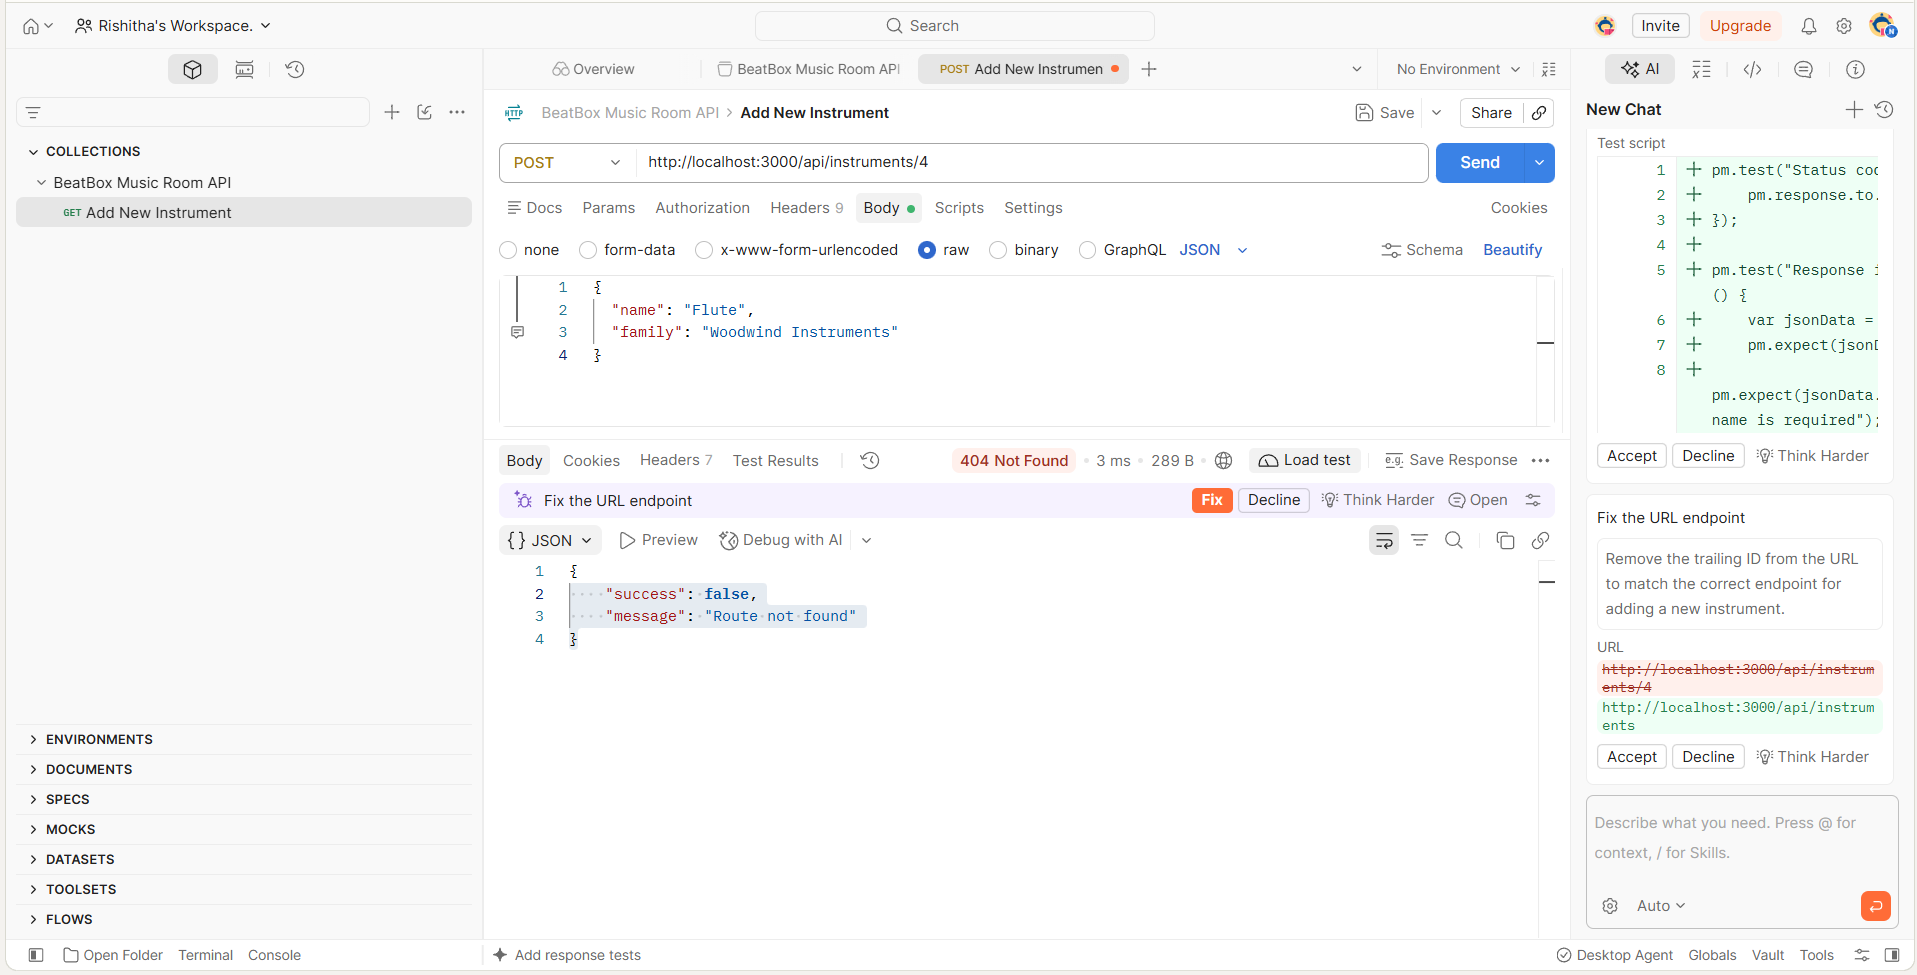 Rishitha's Workspace.
Search
Invite
Upgrade
Overview
BeatBox Music Room API
POST Add New Instrumen
No Environment
AI
COLLECTIONS
BeatBox Music Room API
GET Add New Instrument
ENVIRONMENTS
DOCUMENTS
SPECS
MOCKS
DATASETS
TOOLSETS
FLOWS
HTTP BeatBox Music Room API > Add New Instrument
Save
Share
POST
http://localhost:3000/api/instruments/4
Send
Docs
Params
Authorization
Headers 9
Body
Scripts
Settings
Cookies
none
form-data
x-www-form-urlencoded
raw
binary
GraphQL
JSON
Schema
Beautify
1 {
2 "name": "Flute",
3 "family": "Woodwind Instruments"
4 }
Body
Cookies
Headers 7
Test Results
404 Not Found
3 ms
289 B
Load test
e.g. Save Response
Fix the URL endpoint
Fix
Decline
Think Harder
Open
{} JSON
Preview
Debug with AI
1 {
2 "success": false,
3 "message": "Route not found"
4 }
New Chat
Test script
1 + pm.test("Status cod
2 + pm.response.to.
3 + });
4 +
5 + pm.test("Response i
() {
6 + var jsonData =
7 + pm.expect(jsonD
8 +
pm.expect(jsonData.
name is required");
Accept
Decline
Think Harder
Fix the URL endpoint
Remove the trailing ID from the URL
to match the correct endpoint for
adding a new instrument.
URL
http://localhost:3000/api/instrum
ents/4
http://localhost:3000/api/instrum
ents
Accept
Decline
Think Harder
Describe what you need. Press @ for
context, / for Skills.
Auto
Open Folder
Terminal
Console
Add response tests
Desktop Agent
Globals
Vault
Tools